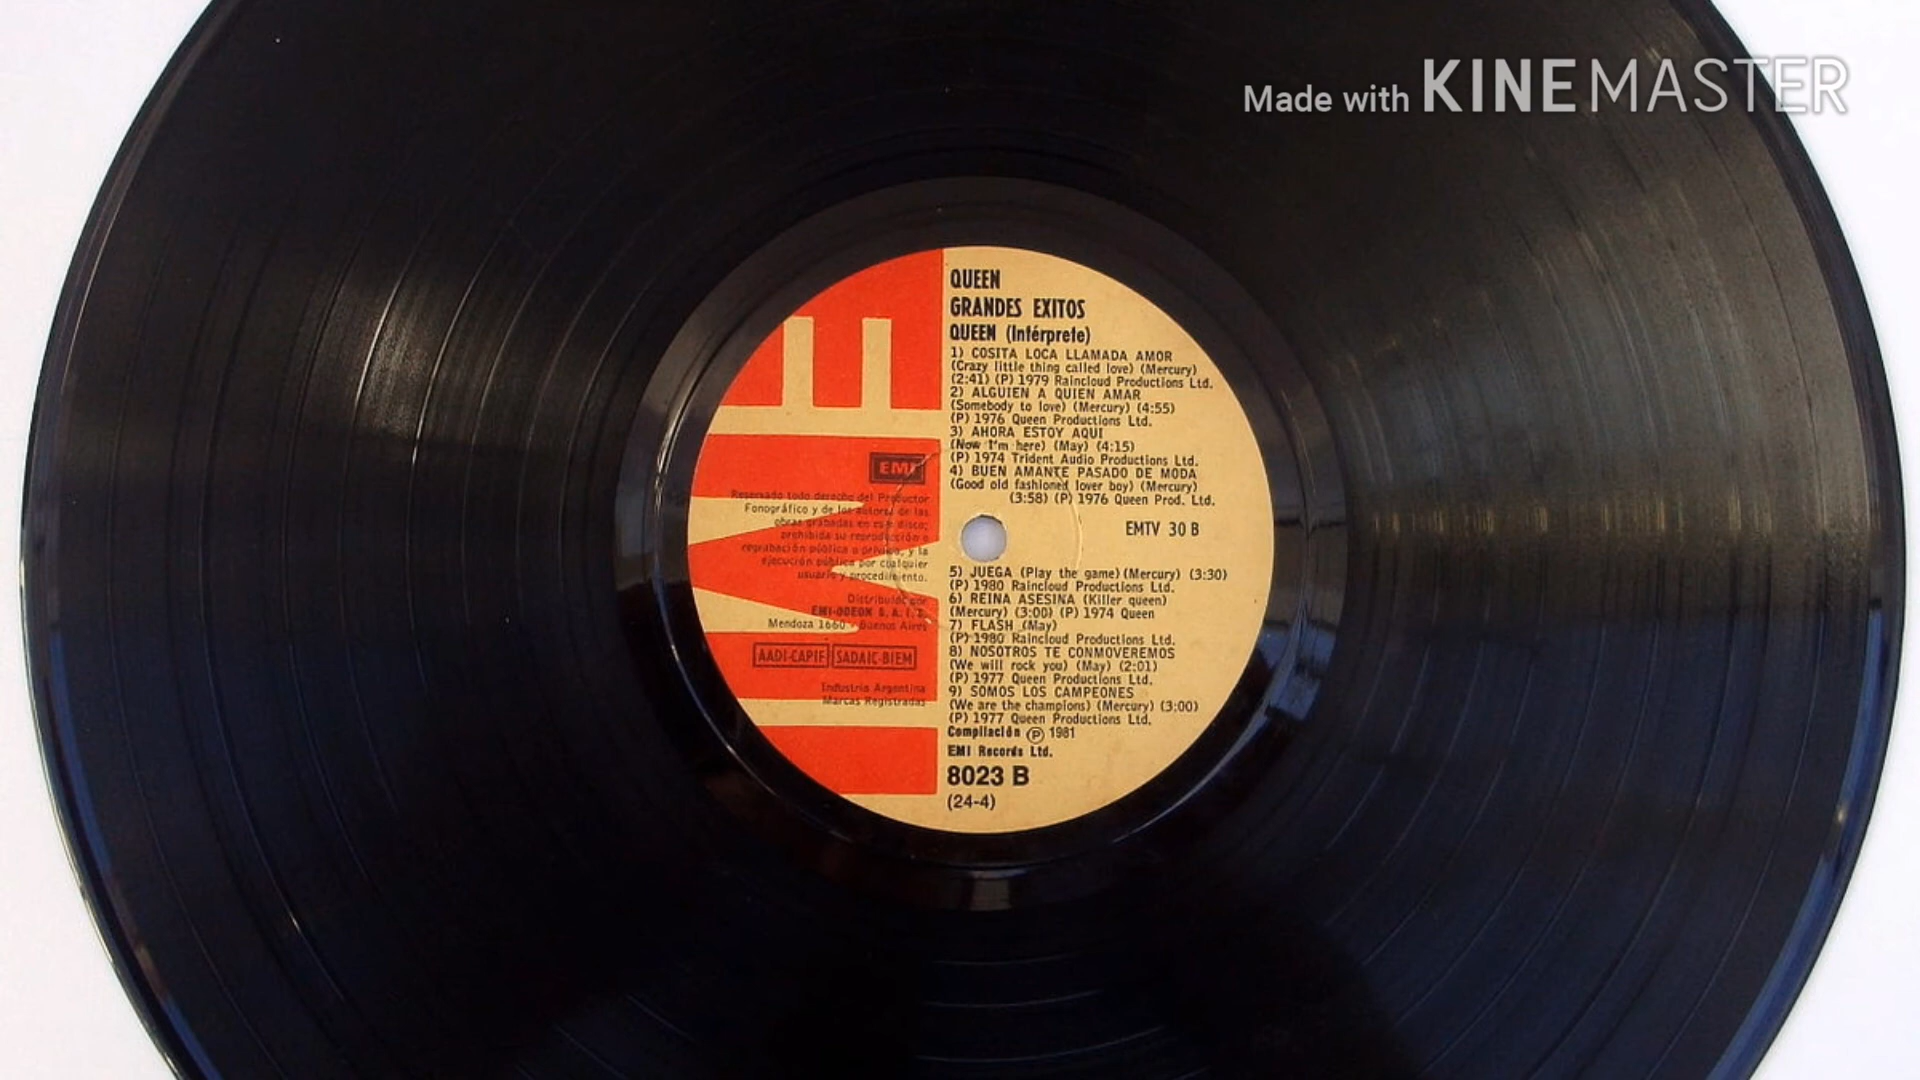 Made with KINEMASTER
QUEEN
GRANDES EXITOS
QUEEN (Intérprete)
1) COSITA LOCA LLAMADA AMOR
(Crazy little thing called love) (Mercury)
(2:41) (P) 1979 Raincloud Productions Ltd.
2) ALGUIEN A QUIEN AMAR
(Somebody to love) (Mercury) (4:55)
(P) 1976 Queen Productions Ltd.
3) AHORA ESTOY AQUI
(Now I'm here) (May) (4:15)
(P) 1974 Trident Audio Productions Ltd.
4) BUEN AMANTE PASADO DE MODA
(Good old fashioned lover boy) (Mercury)
(3:58) (P) 1976 Queen Prod. Ltd.
EMTV 30 B
5) JUEGA (Play the game) (Mercury) (3:30)
(P) 1980 Raincloud Productions Ltd.
6) REINA ASESINA (Killer queen)
(Mercury) (3:00) (P) 1974 Queen
7) FLASH (May)
(P) 1980 Raincloud Productions Ltd.
8) NOSOTROS TE CONMOVEREMOS
(We will rock you) (May) (2:01)
(P) 1977 Queen Productions Ltd.
9) SOMOS LOS CAMPEONES
(We are the champions) (Mercury) (3:00)
(P) 1977 Queen Productions Ltd.
Compilación Ⓟ 1981
EMI Records Ltd.
8023 B
(24-4)
EMI
Reservado todo derecho del Productor
Fonográfico y de los autores de las
obras grabadas en este disco;
prohibida su reproducción o
regrabación pública o privada, y la
ejecución pública por cualquier
usuario y procedimiento.
Distribuido por
EMI-ODEON S.A.I.C.
Mendoza 1660 - Buenos Aires
AADI-CAPIF SADAIC-BIEM
Industria Argentina
Marcas Registradas